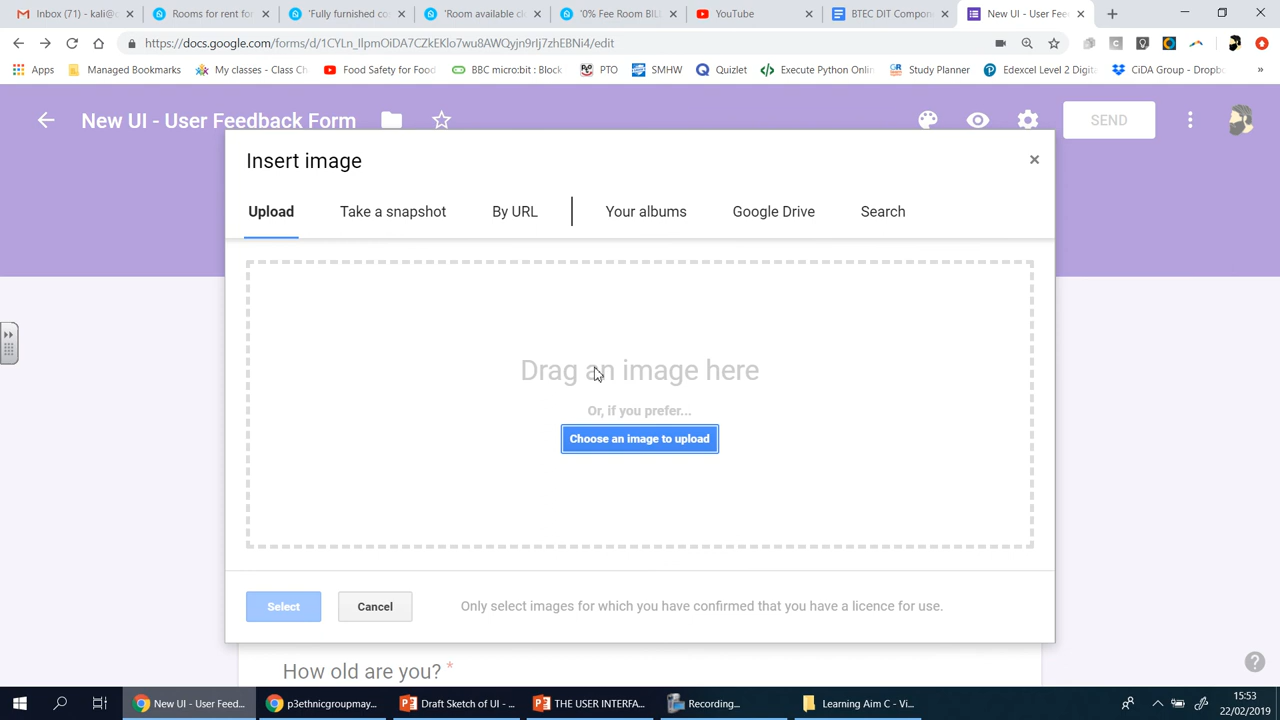 Inbox (71) - kali@e
Rooms for rent for
'Fully furnished co
'Room available cl
'0% Fee Room BIL
YouTube
BTEC DIT Compon
New UI - User Fee
https://docs.google.com/forms/d/1CYLn_IlpmOiDA7CZkEKlo7wu8AWQyjn9rIj7zhEBNi4/edit
Apps
Managed Bookmarks
My classes - Class Ch
Food Safety for Food
BBC micro:bit : Block
PTO
SMHW
Quizlet
Execute Python Onlin
Study Planner
Edexcel Level 2 Digit
CiDA Group - Dropbo
»
New UI - User Feedback Form
SEND
Insert image
×
Upload Take a snapshot By URL Your albums Google Drive Search
Drag an image here
Or, if you prefer...
Choose an image to upload
Select Cancel Only select images for which you have confirmed that you have a licence for use.
How old are you? *
New UI - User Feed...
p3ethnicgroupmay...
Draft Sketch of UI - ...
THE USER INTERFA...
Recording...
Learning Aim C - Vi...
15:53
22/02/2019